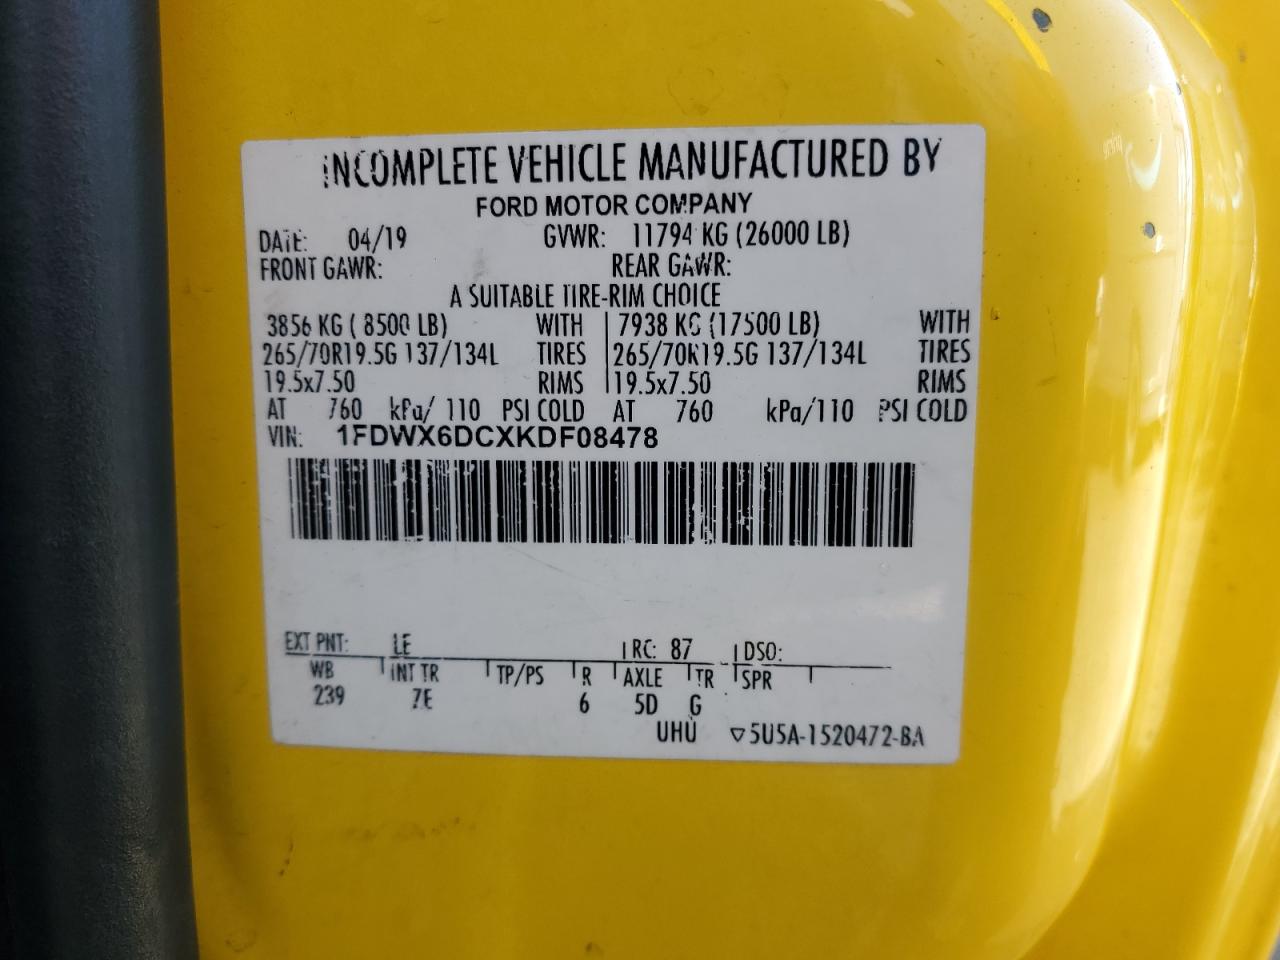 INCOMPLETE VEHICLE MANUFACTURED BY
FORD MOTOR COMPANY
DATE: 04/19 GVWR: 11794 KG (26000 LB)
FRONT GAWR: REAR GAWR:
A SUITABLE TIRE-RIM CHOICE
3856 KG ( 8500 LB) WITH 7938 KG (17500 LB) WITH
265/70R19.5G 137/134L TIRES 265/70R19.5G 137/134L TIRES
19.5x7.50 RIMS 19.5x7.50 RIMS
AT 760 kPa/ 110 PSI COLD AT 760 kPa/110 PSI COLD
VIN: 1FDWX6DCXKDF08478
EXT PNT: LE RC: 87 DSO:
WB INT TR TP/PS R AXLE TR SPR
239 7E 6 5D G
UHU ▽5U5A-1520472-BA